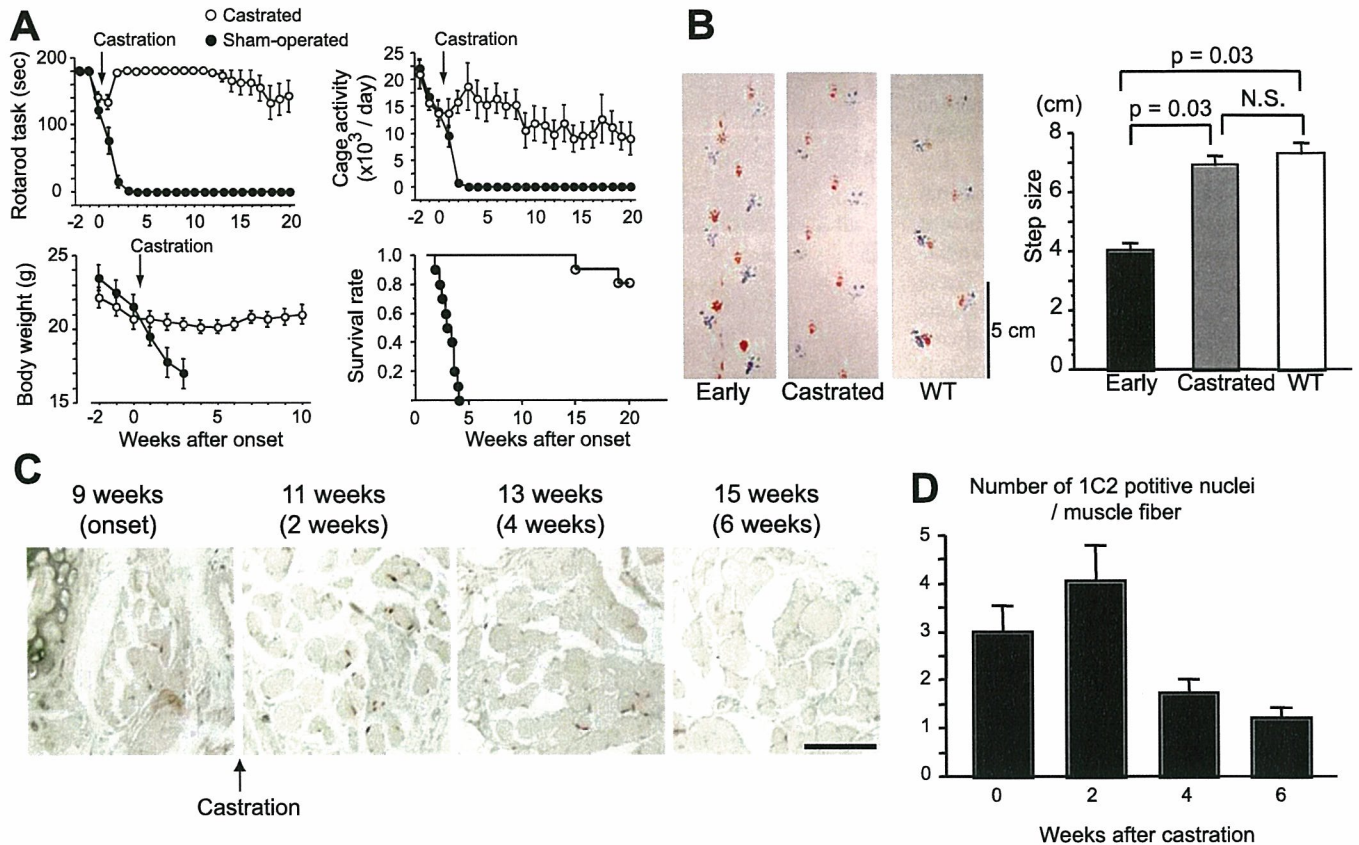 A
Castrated
Sham-operated
Castration
Rotarod task (sec)
200
100
0
-2 0 5 10 15 20
Castration
Cage activity
(x10³ / day)
25
20
15
10
5
0
-2 0 5 10 15 20
Castration
Body weight (g)
25
20
15
-2 0 5 10
Weeks after onset
Survival rate
1.0
0.8
0.6
0.4
0.2
0 5 10 15 20
Weeks after onset
B
Early
Castrated
WT
5 cm
(cm)
p = 0.03
p = 0.03
N.S.
Step size
8
6
4
2
0
Early Castrated WT
C
9 weeks
(onset)
11 weeks
(2 weeks)
13 weeks
(4 weeks)
15 weeks
(6 weeks)
Castration
D
Number of 1C2 potitive nuclei
/ muscle fiber
5
4
3
2
1
0
0 2 4 6
Weeks after castration